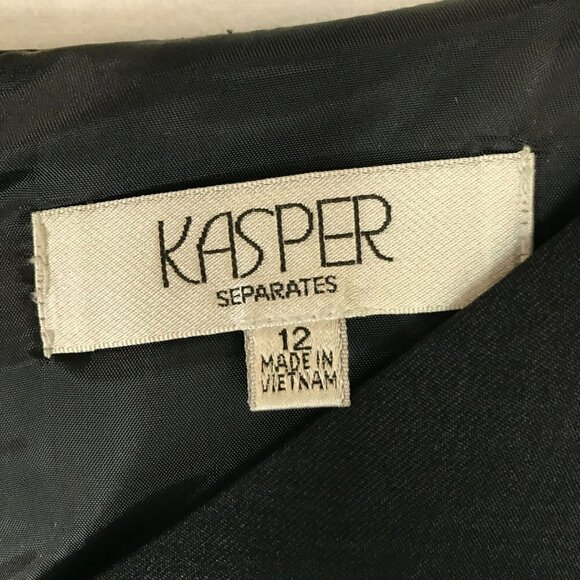 KASPER
SEPARATES
12
MADE IN
VIETNAM